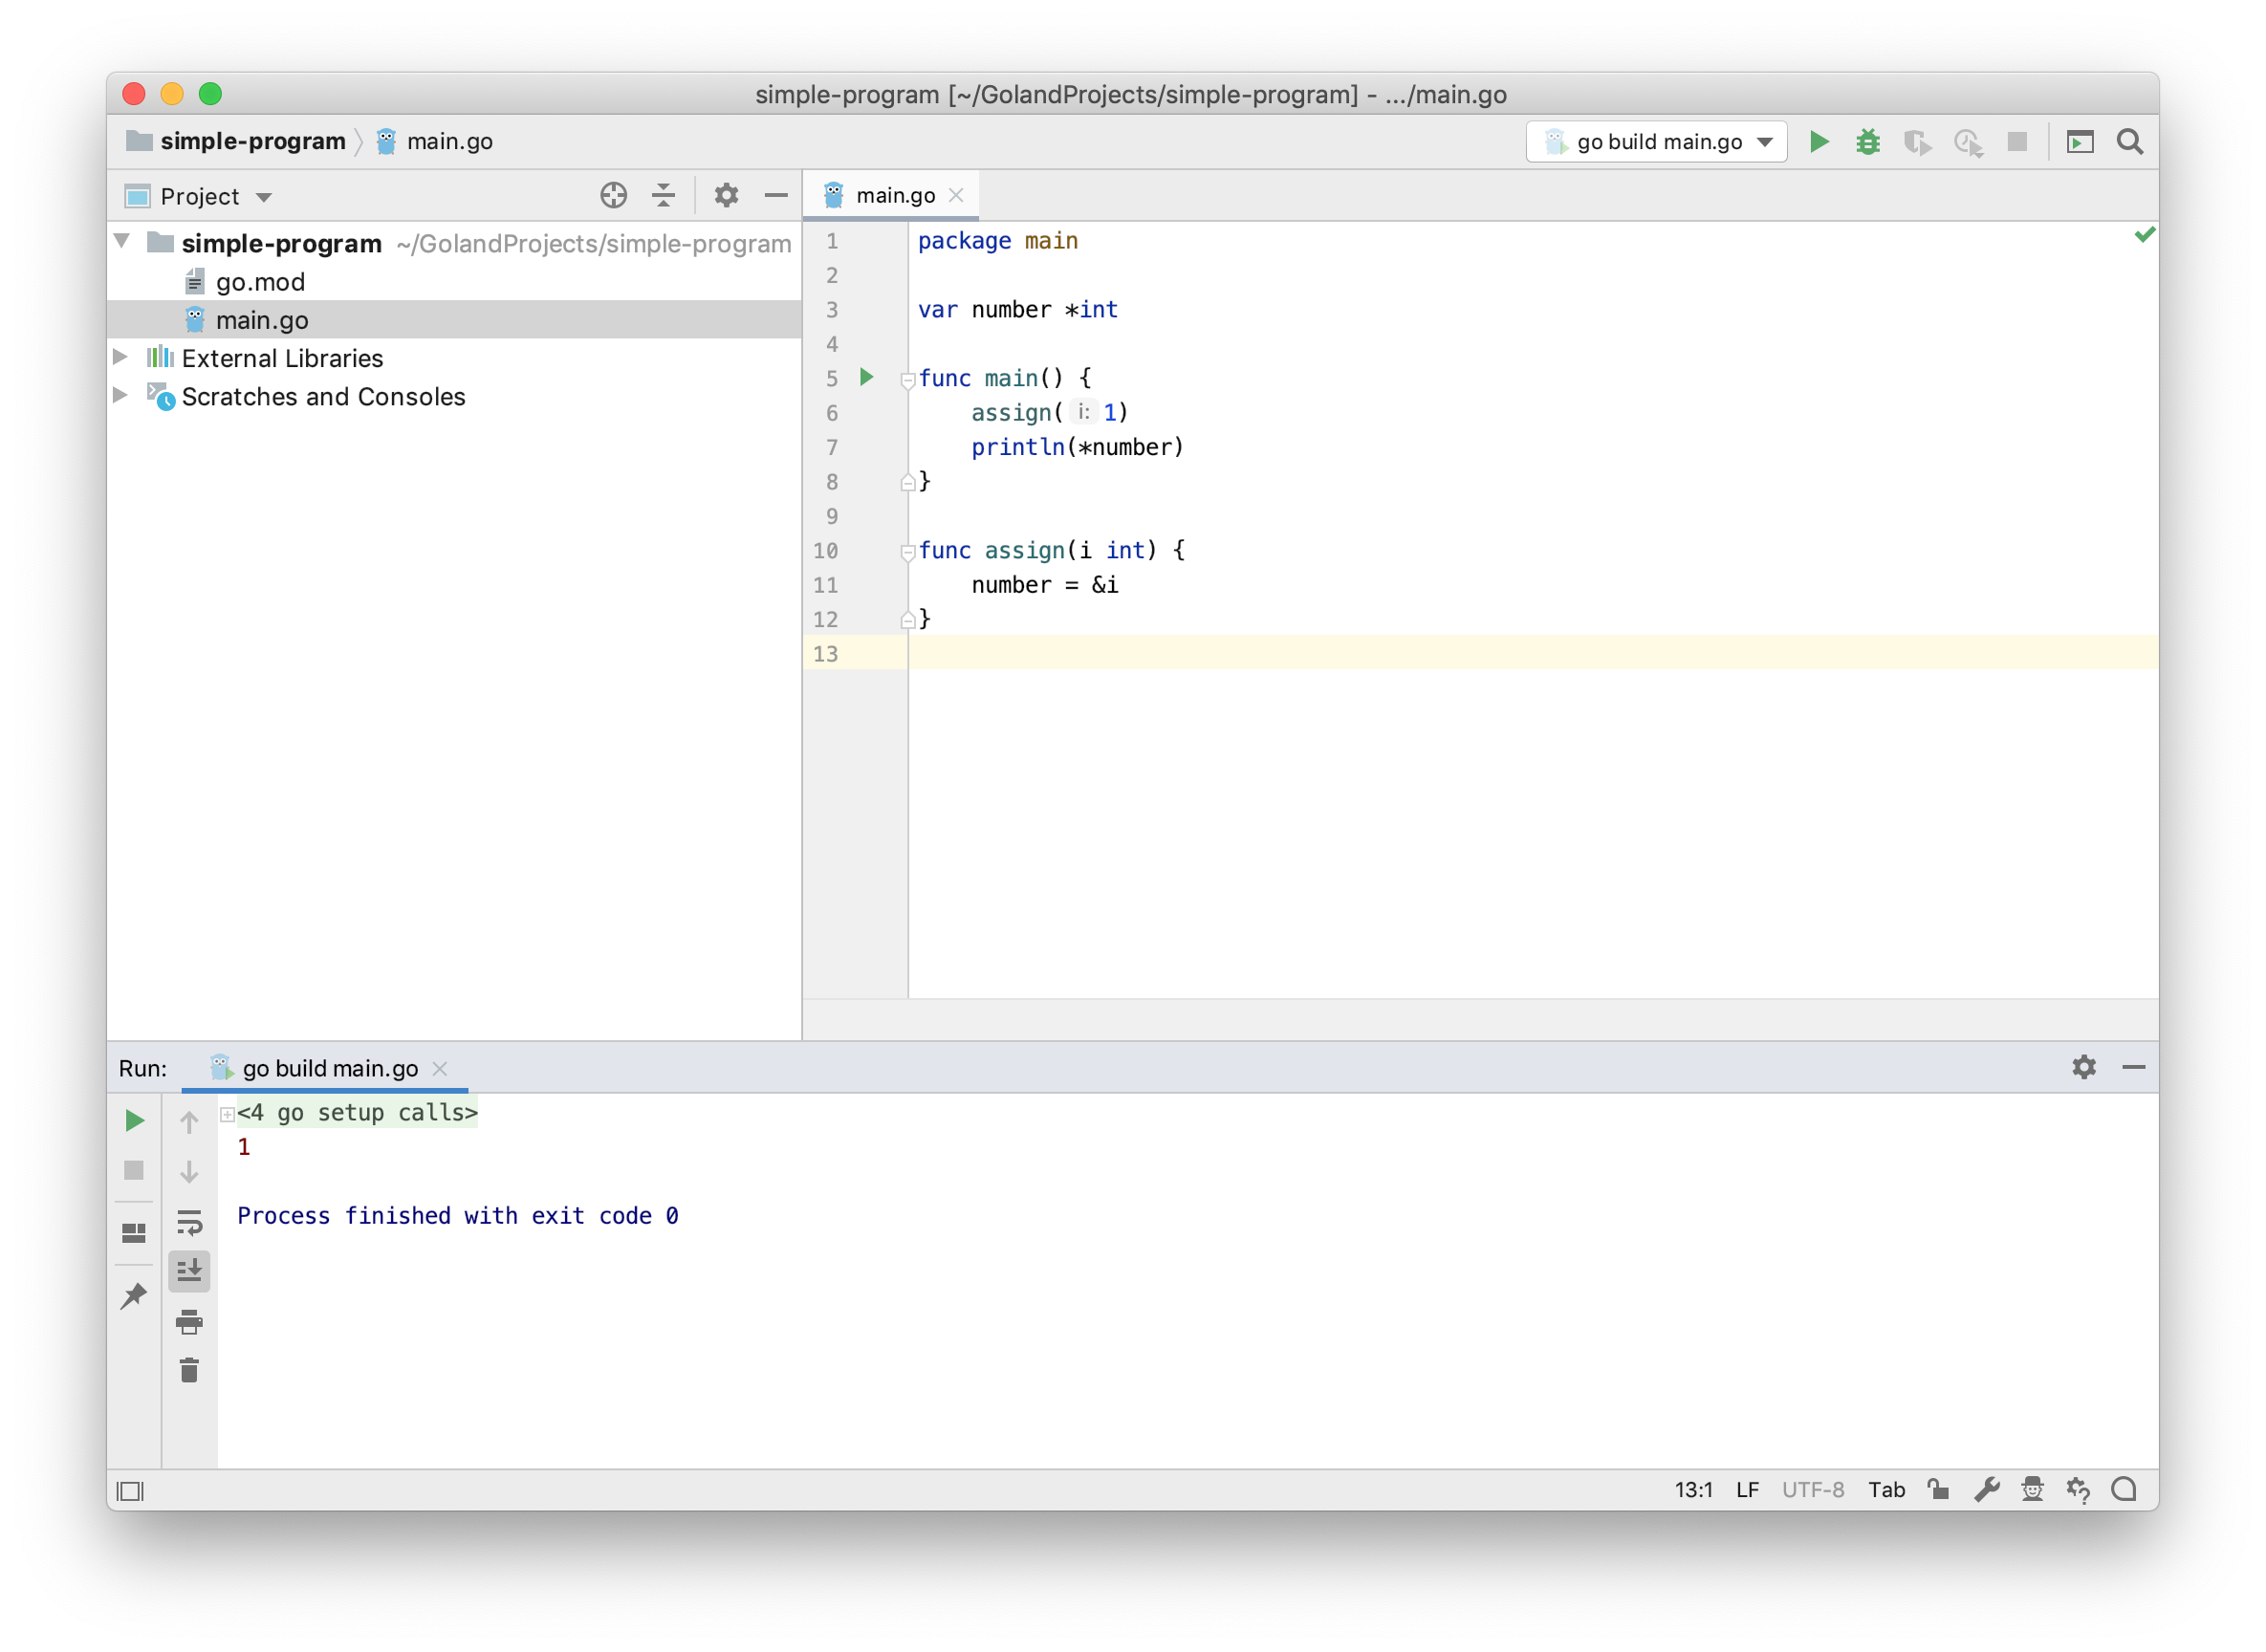 simple-program [~/GolandProjects/simple-program] - .../main.go
simple-program main.go
go build main.go
Project
main.go
simple-program ~/GolandProjects/simple-program
go.mod
main.go
External Libraries
Scratches and Consoles
1 package main
2
3 var number *int
4
5 func main() {
6 assign( i: 1)
7 println(*number)
8 }
9
10 func assign(i int) {
11 number = &i
12 }
13
Run: go build main.go
<4 go setup calls>
1
Process finished with exit code 0
13:1 LF UTF-8 Tab